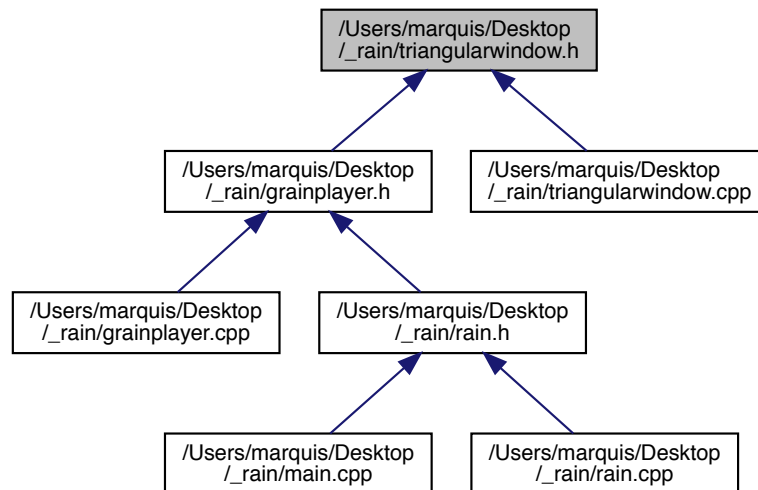 /Users/marquis/Desktop
/_rain/triangularwindow.h
/Users/marquis/Desktop
/_rain/grainplayer.h
/Users/marquis/Desktop
/_rain/triangularwindow.cpp
/Users/marquis/Desktop
/_rain/grainplayer.cpp
/Users/marquis/Desktop
/_rain/rain.h
/Users/marquis/Desktop
/_rain/main.cpp
/Users/marquis/Desktop
/_rain/rain.cpp